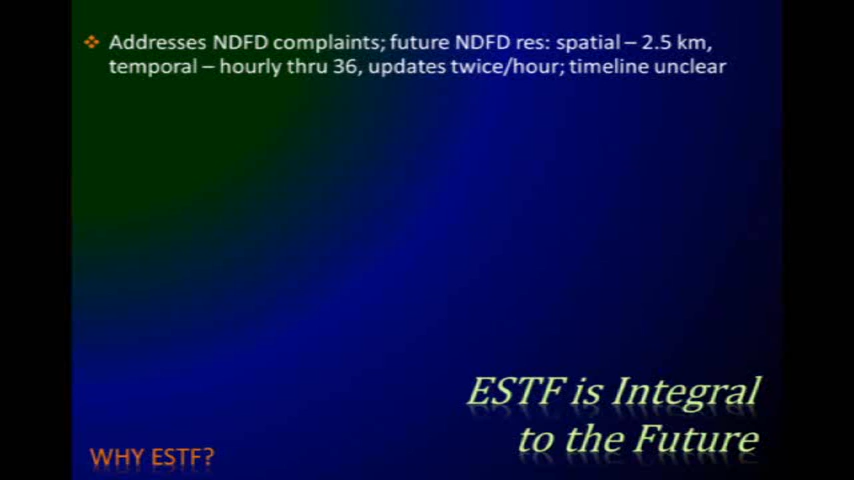 ❖ Addresses NDFD complaints; future NDFD res: spatial – 2.5 km,
temporal – hourly thru 36, updates twice/hour; timeline unclear
ESTF is Integral
to the Future
WHY ESTF?